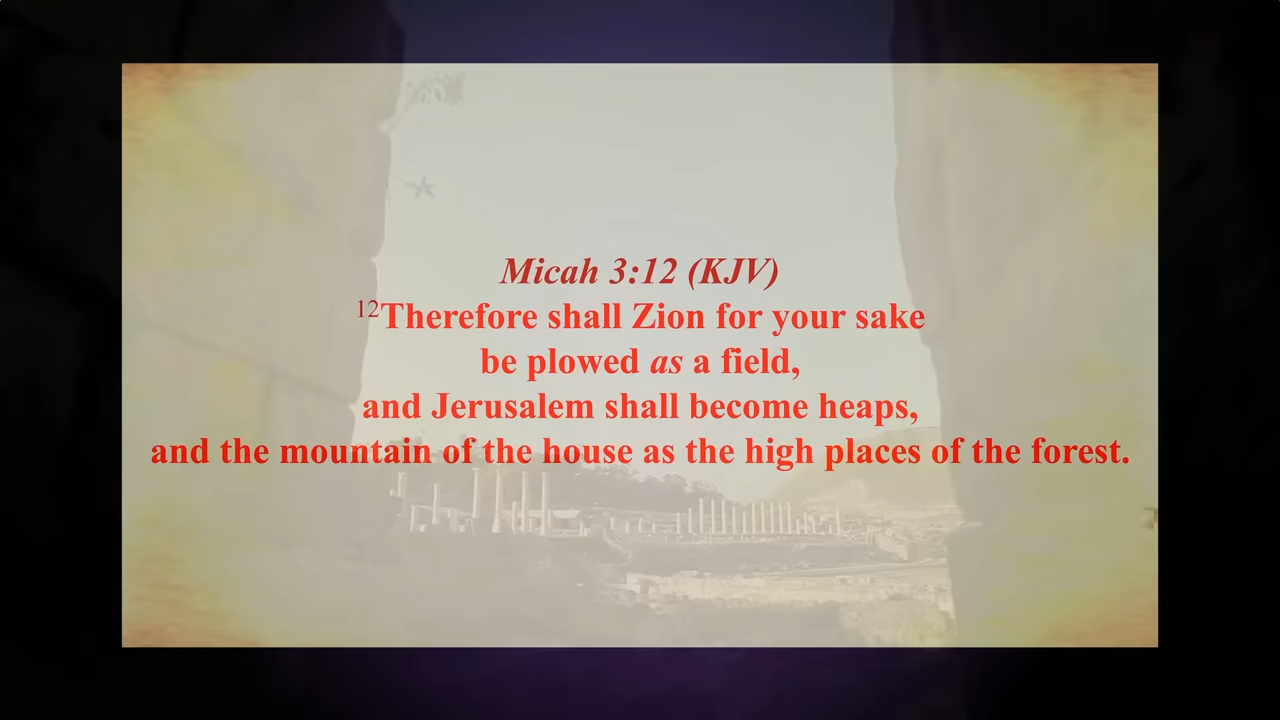 Micah 3:12 (KJV)
12Therefore shall Zion for your sake
be plowed as a field,
and Jerusalem shall become heaps,
and the mountain of the house as the high places of the forest.